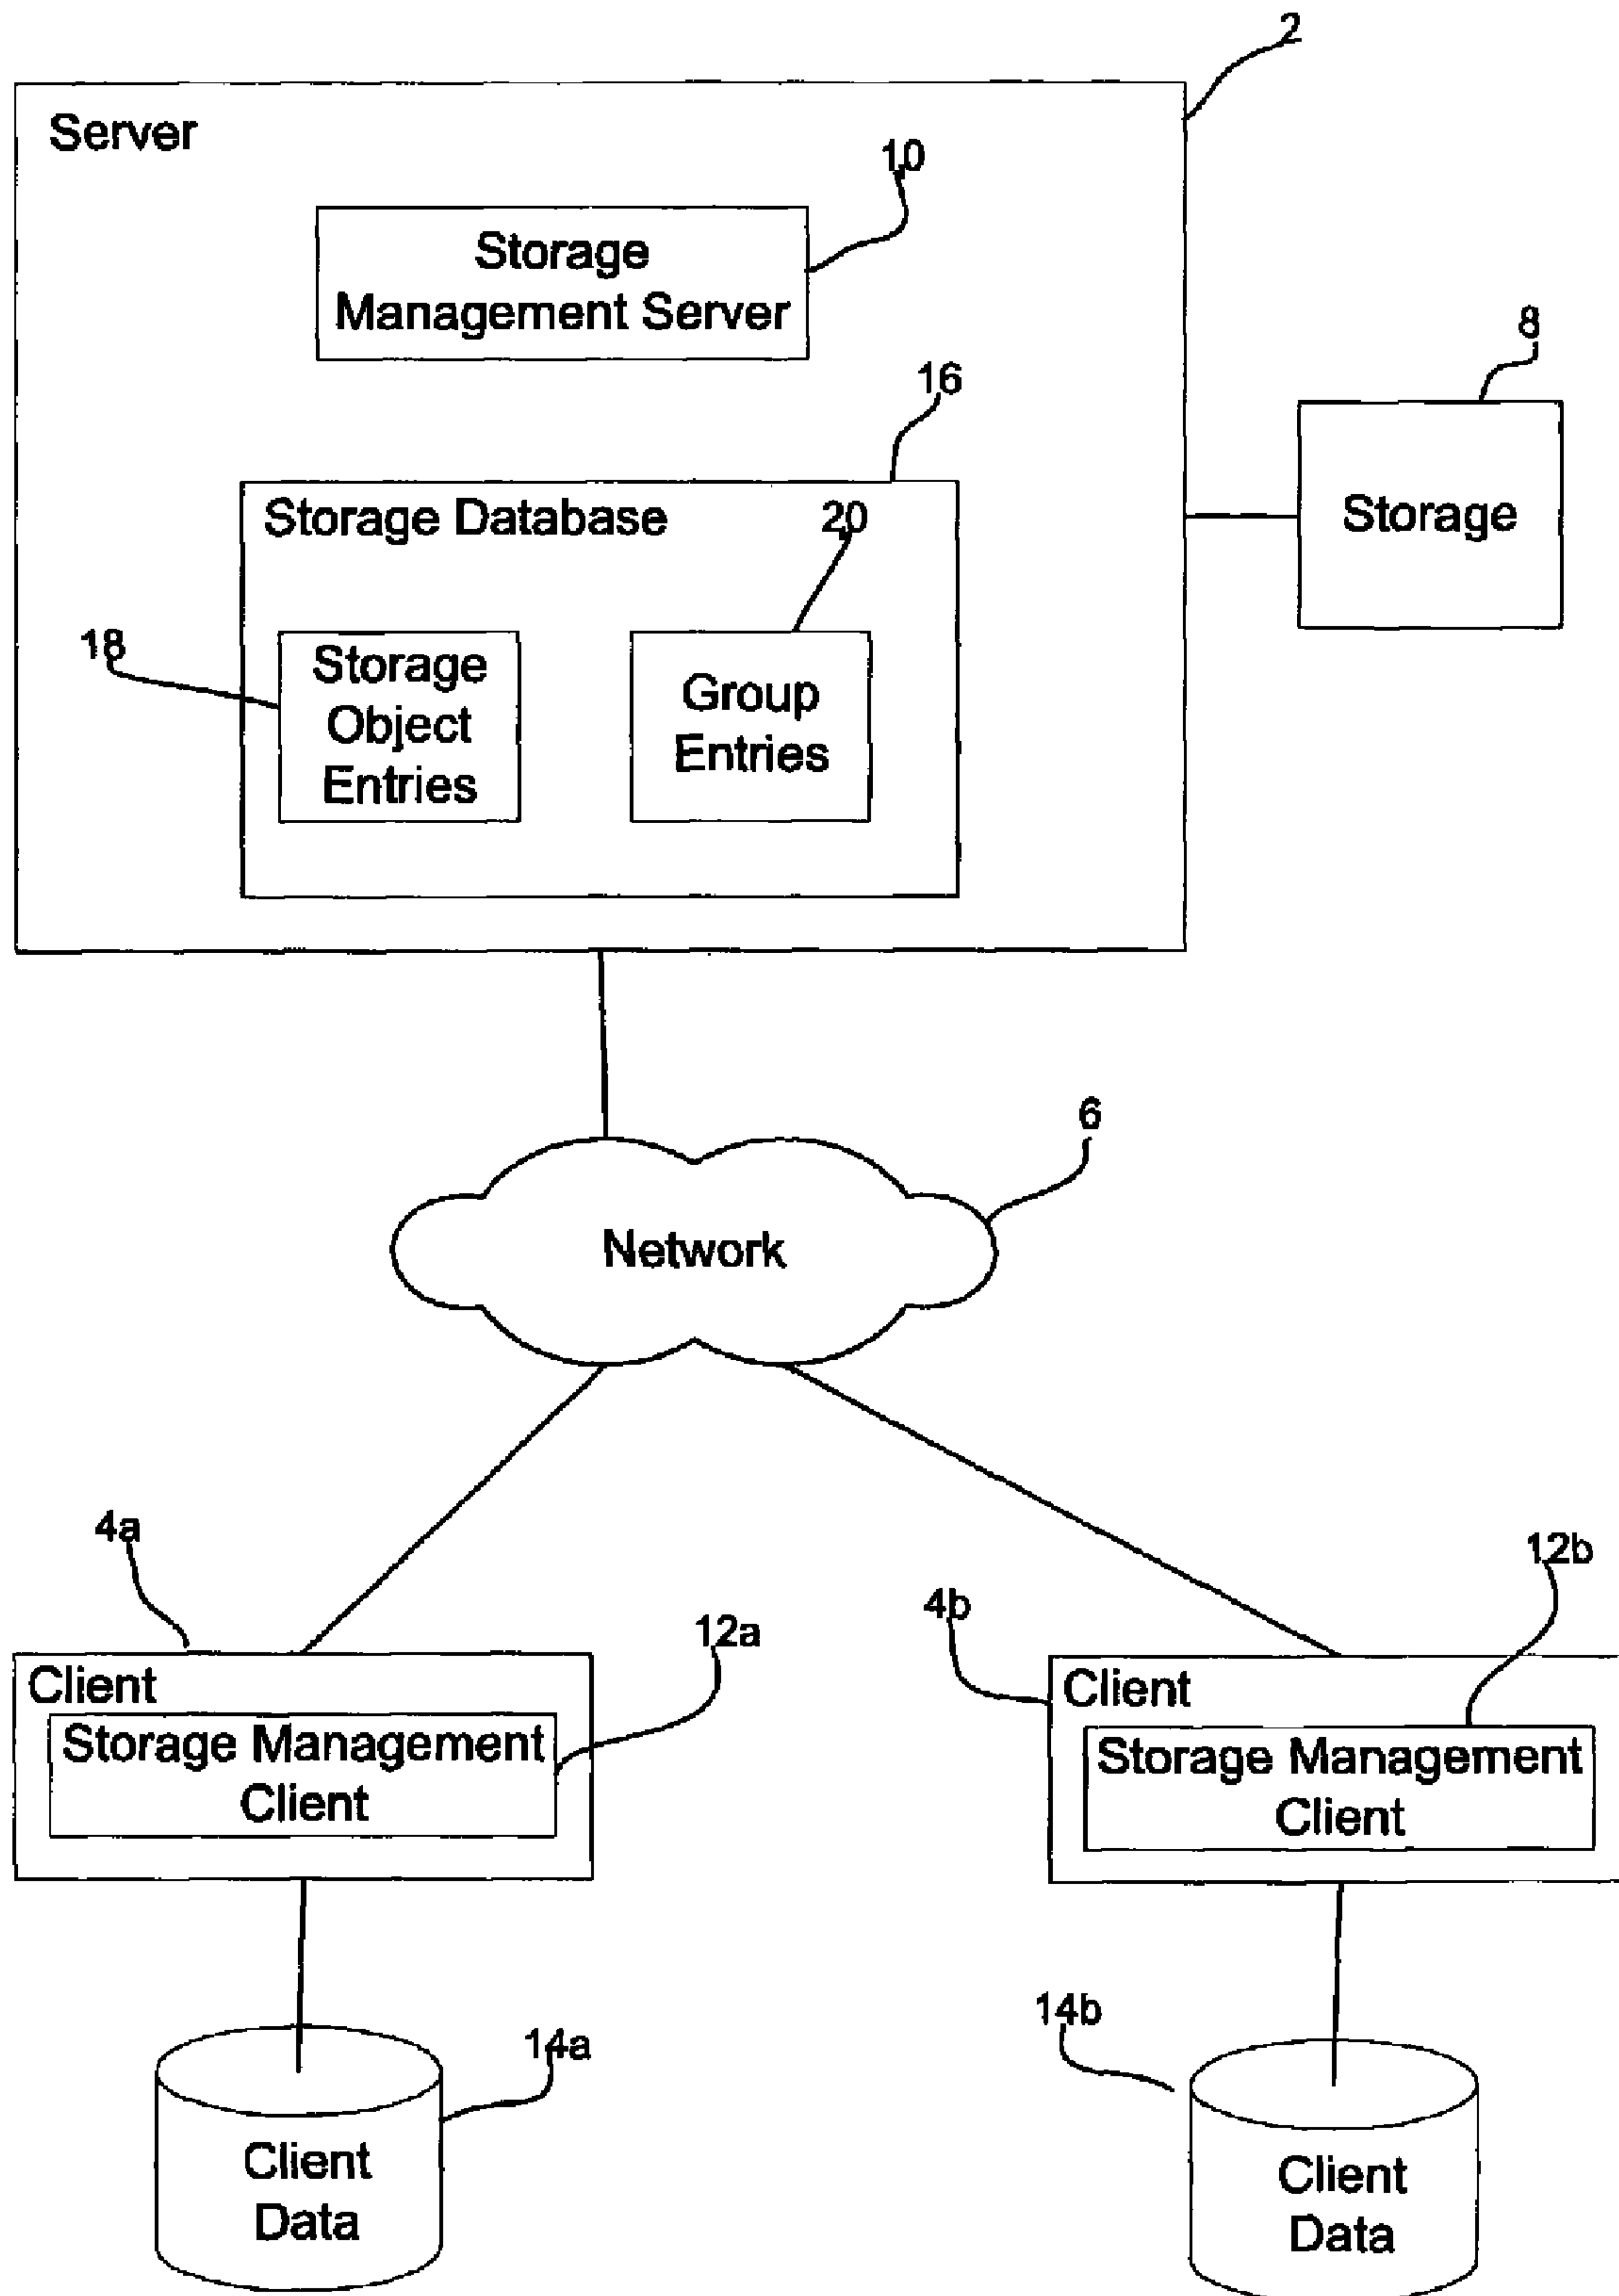 2
Server
10
Storage
Management Server
8
16
Storage
Storage Database
20
18
Storage
Object
Entries
Group
Entries
6
Network
4a
12b
4b
12a
Client
Storage Management
Client
Client
Storage Management
Client
14b
14a
Client
Data
Client
Data